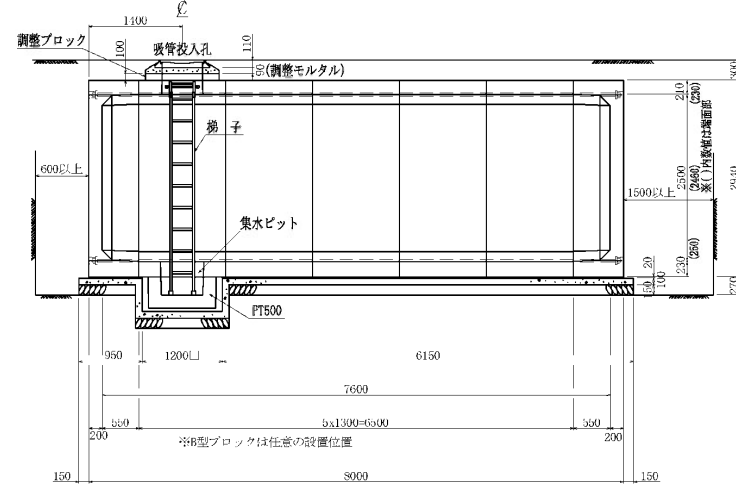 ℄
1400
調整ブロック
100
吸管投入孔
110
90
(調整モルタル)
300
210
(230)
梯　子
600以上
2500
(2460)
※( )内数値は端面部
2940
1500以上
集水ピット
230
(250)
20
100
150
270
PT500
950
1200□
6150
7600
550
5x1300=6500
550
200
200
※B型ブロックは任意の設置位置
150
8000
150